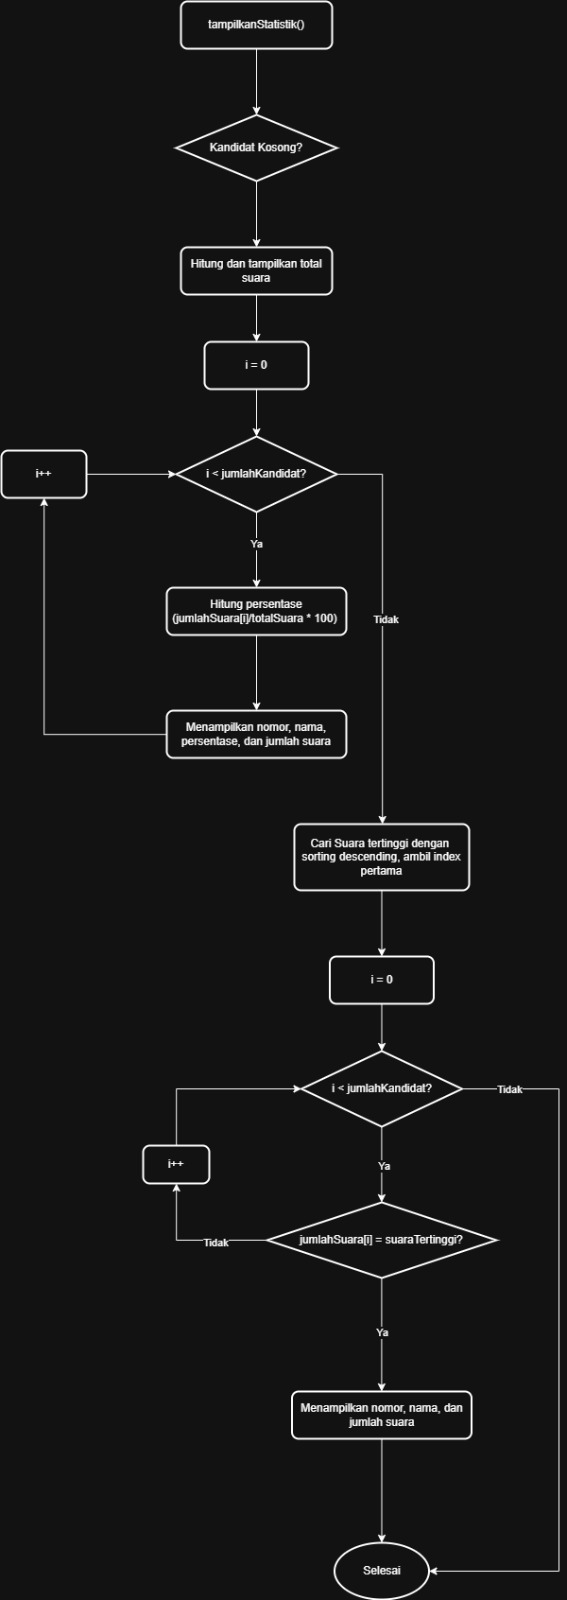 tampilkanStatistik()
Kandidat Kosong?
Hitung dan tampilkan total
suara
i = 0
i++
i < jumlahKandidat?
Ya
Hitung persentase
(jumlahSuara[i]/totalSuara * 100)
Tidak
Menampilkan nomor, nama,
persentase, dan jumlah suara
Cari Suara tertinggi dengan
sorting descending, ambil index
pertama
i = 0
i < jumlahKandidat?
Tidak
Ya
i++
jumlahSuara[i] = suaraTertinggi?
Tidak
Ya
Menampilkan nomor, nama, dan
jumlah suara
Selesai